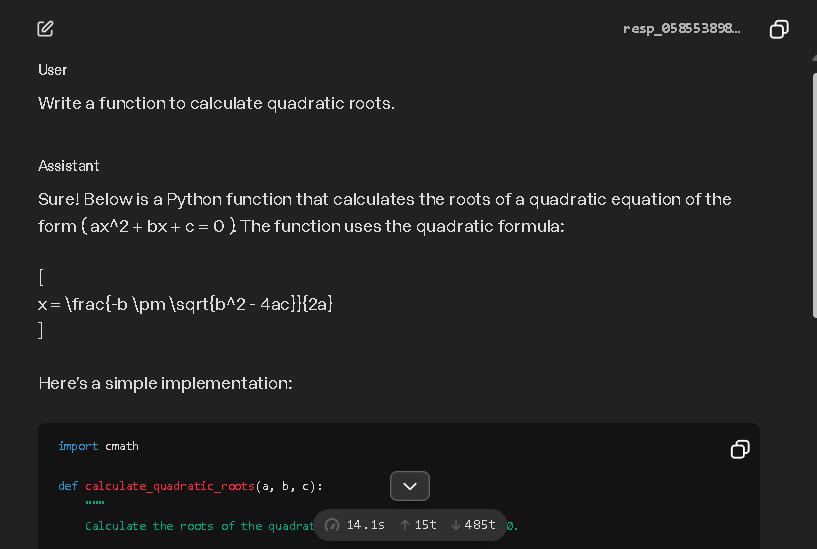 resp_058553898…
User
Write a function to calculate quadratic roots.
Assistant
Sure! Below is a Python function that calculates the roots of a quadratic equation of the
form ( ax^2 + bx + c = 0 ). The function uses the quadratic formula:
[
x = \frac{-b \pm \sqrt{b^2 - 4ac}}{2a}
]
Here's a simple implementation:
import cmath
def calculate_quadratic_roots(a, b, c):
"""
Calculate the roots of the quadrat 0.
14.1s ↑ 15t ↓ 485t